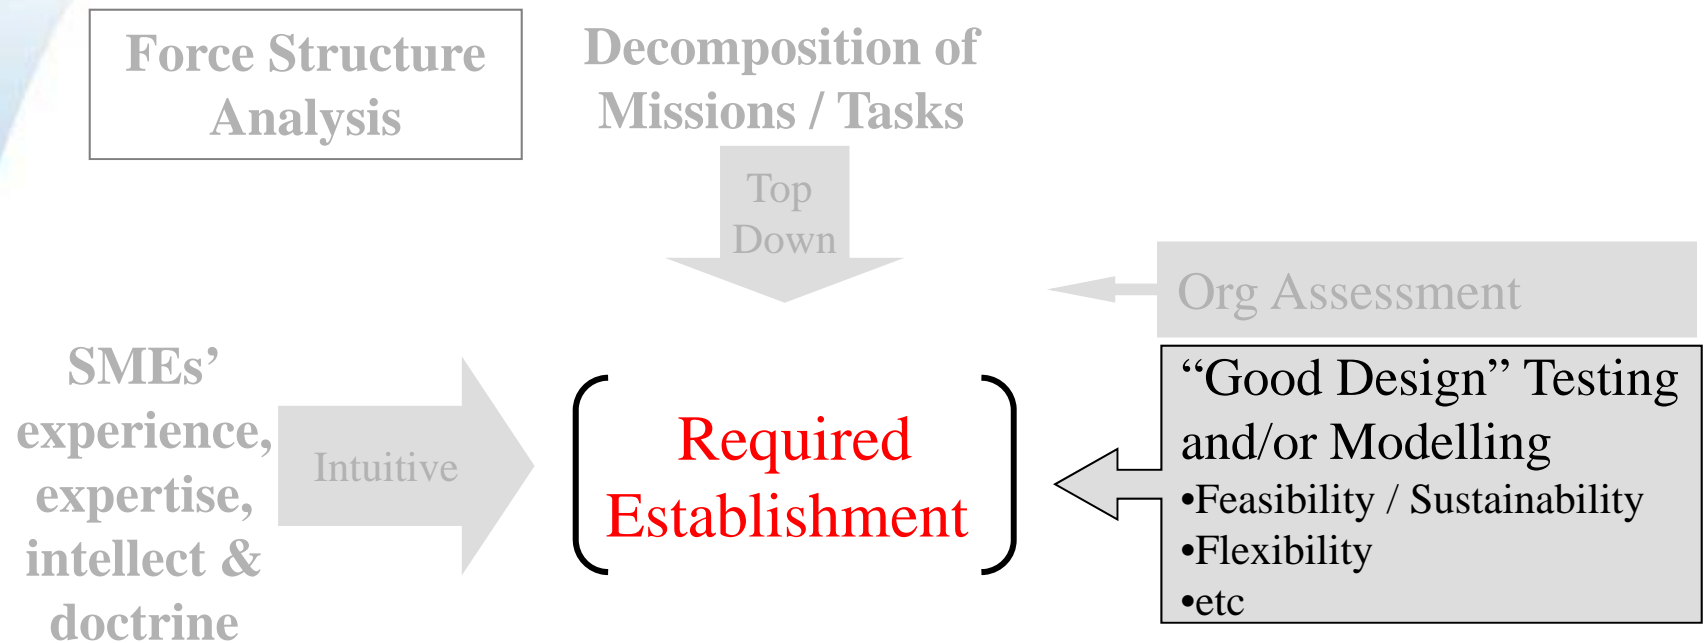 Force Structure
Analysis
Decomposition of
Missions / Tasks
Top
Down
Org Assessment
SMEs’
experience,
expertise,
intellect &
doctrine
Intuitive
Required
Establishment
“Good Design” Testing
and/or Modelling
•Feasibility / Sustainability
•Flexibility
•etc